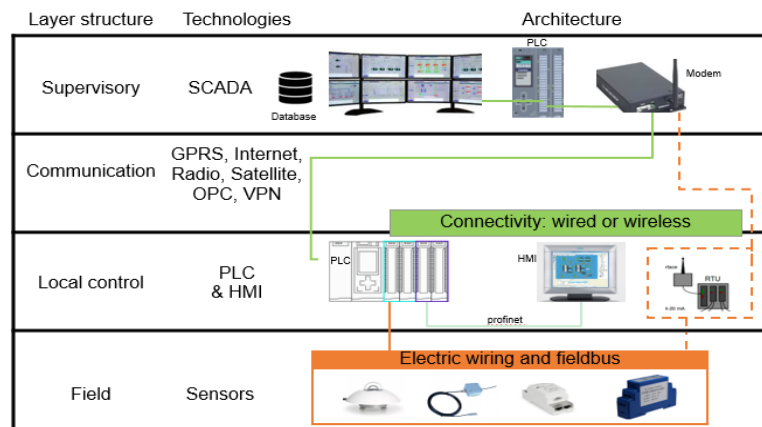 Layer structure
Technologies
Architecture
Supervisory
SCADA
Database
PLC
Modem
Communication
GPRS, Internet,
Radio, Satellite,
OPC, VPN
Connectivity: wired or wireless
Local control
PLC
& HMI
PLC
HMI
RTU
profinet
Electric wiring and fieldbus
Field
Sensors